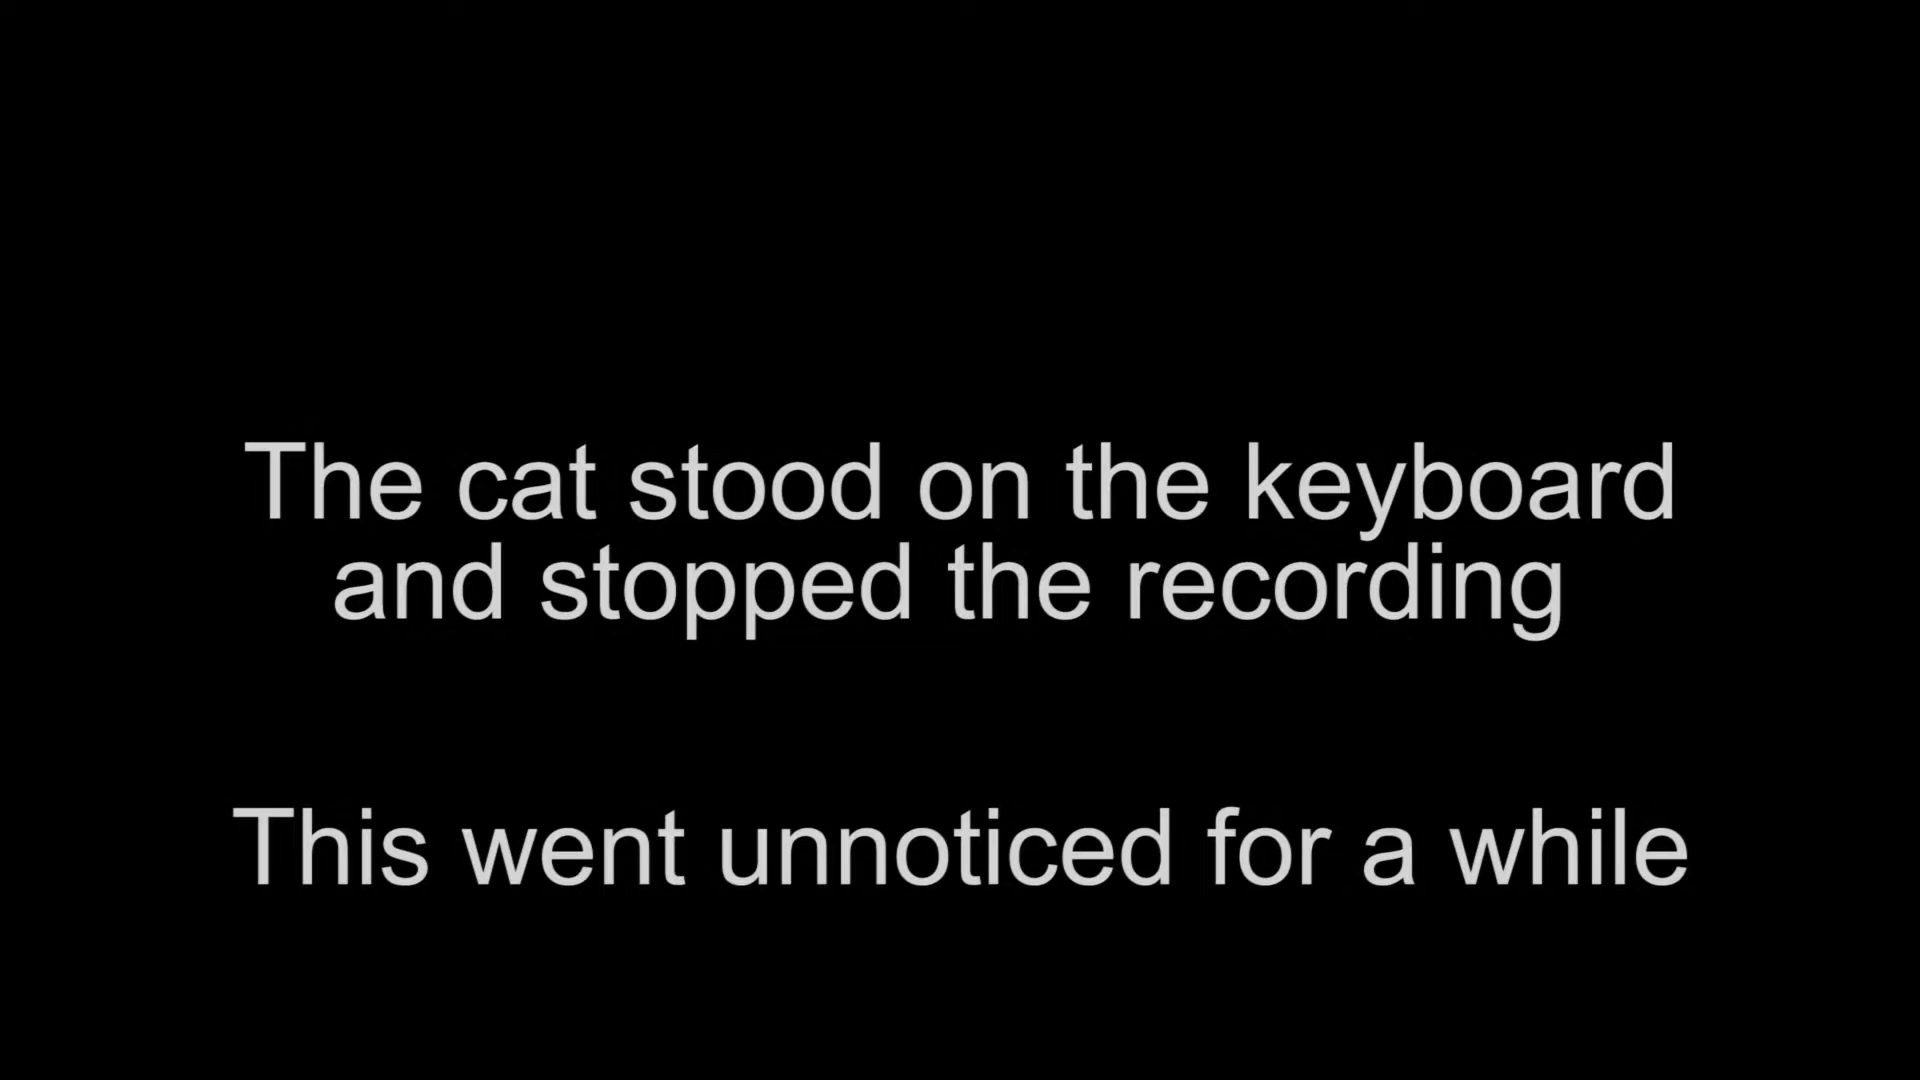 The cat stood on the keyboard
and stopped the recording
This went unnoticed for a while